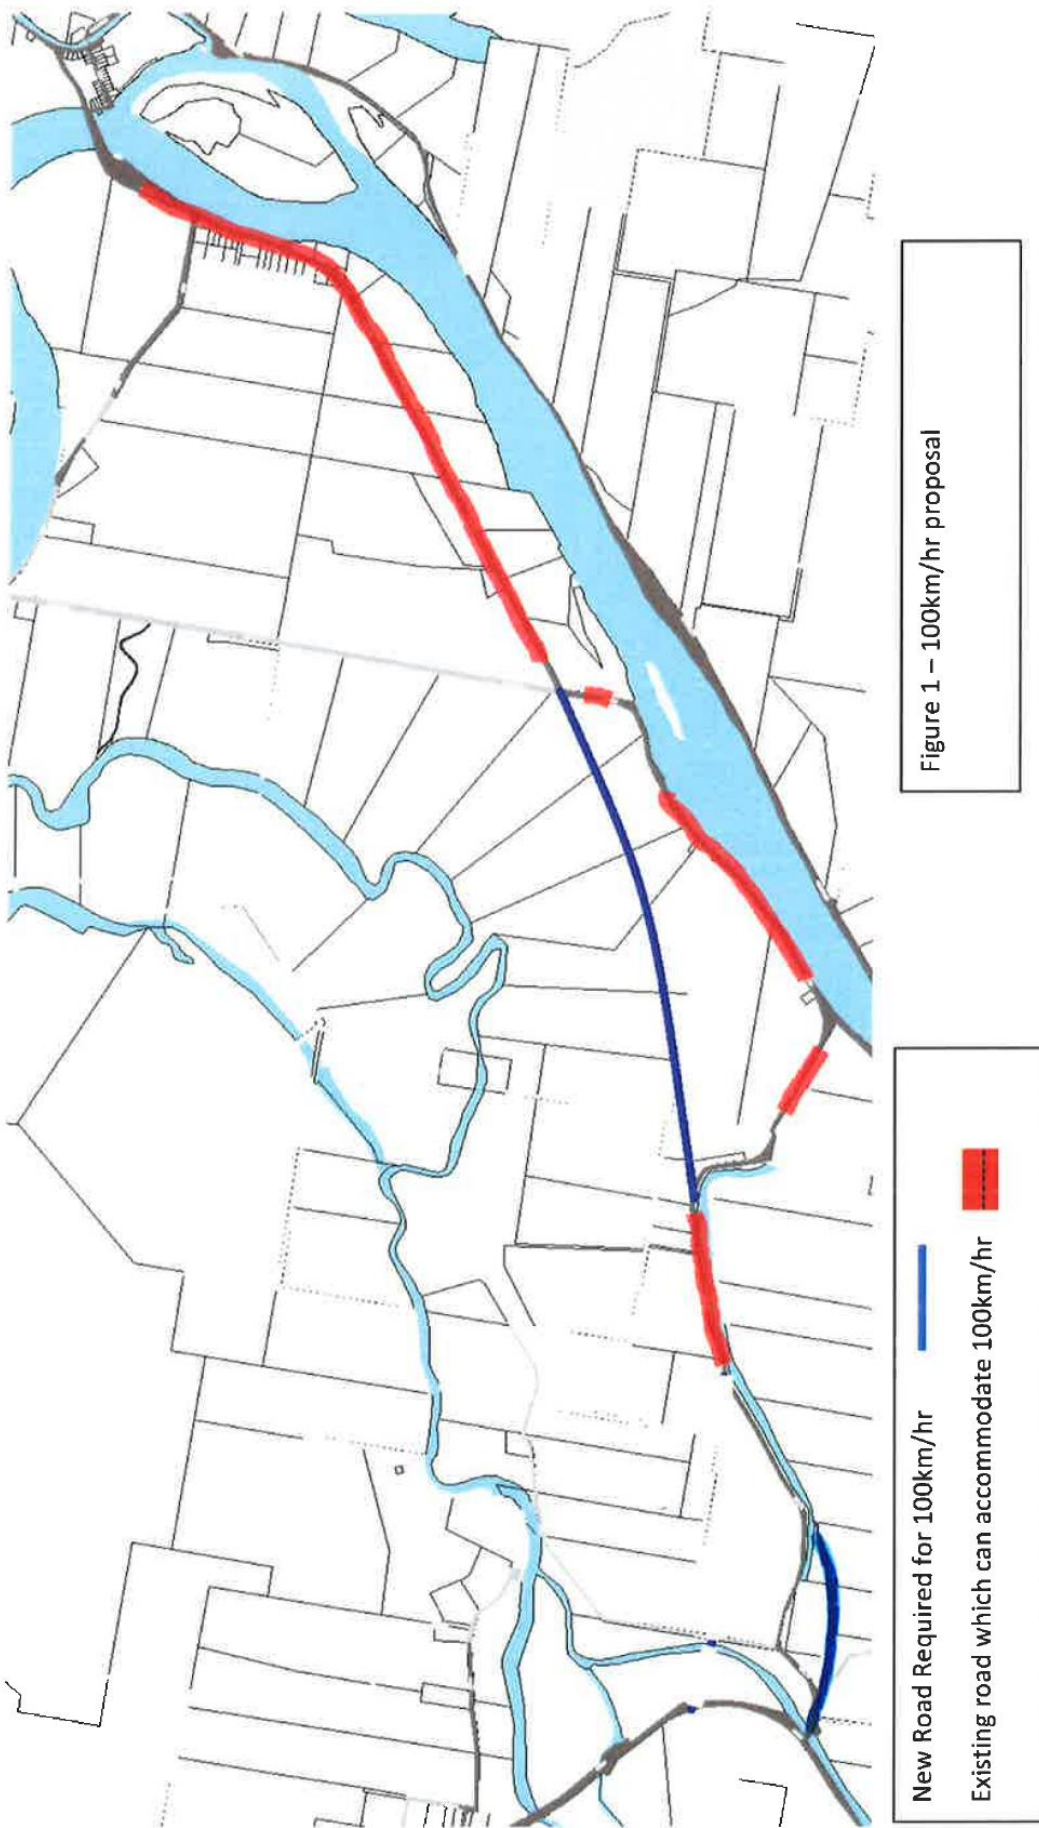 Figure 1 – 100km/hr proposal
New Road Required for 100km/hr
Existing road which can accommodate 100km/hr